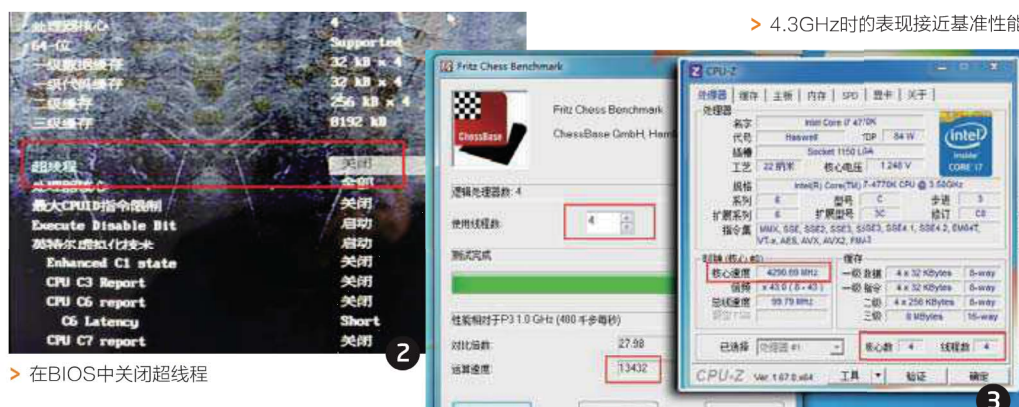 处理器核心 4
64-位 Supported
一级数据缓存 32 kB x 4
一级代码缓存 32 kB x 4
二级缓存 256 kB x 4
三级缓存 8192 kB
超线程 关闭
最大CPUID指令限制 关闭
Execute Disable Bit 启动
英特尔虚拟化技术 启动
Enhanced C1 state 关闭
CPU C3 Report 关闭
CPU C6 report 关闭
C6 Latency Short
CPU C7 report 关闭
2
> 在BIOS中关闭超线程
> 4.3GHz时的表现接近基准性能
Fritz Chess Benchmark
ChessBase
Fritz Chess Benchmark
ChessBase GmbH, Ham
逻辑处理器数: 4
使用线程数: 4
测试完成
性能相对于P3 1.0 GHz (480 千步每秒)
对比倍数: 27.98
运算速度: 13432
CPU-Z
处理器 缓存 主板 内存 SPD 显卡 关于
处理器
名字 Intel Core i7 4770K
代号 Haswell TDP 84 W
插槽 Socket 1150 LGA
工艺 22 纳米 核心电压 1.248 V
(intel)
inside
CORE i7
规格 Intel(R) Core(TM) i7-4770K CPU @ 3.50GHz
系列 6 型号 C 步进 3
扩展系列 6 扩展型号 3C 修订 C0
指令集 MMX, SSE, SSE2, SSE3, SSSE3, SSE4.1, SSE4.2, EM64T,
VT-x, AES, AVX, AVX2, FMA3
时钟 (核心 #0)
核心速度 4290.69 MHz
倍频 x 43.0 ( 8 - 43 )
总线速度 99.79 MHz
缓存
一级 数据 4 x 32 KBytes 8-way
一级 指令 4 x 32 KBytes 8-way
二级 4 x 256 KBytes 8-way
三级 8 MBytes 16-way
已选择 处理器 #1 核心数 4 线程数 4
CPU-Z Ver. 1.67.0.x64 工具 验证 确定
3